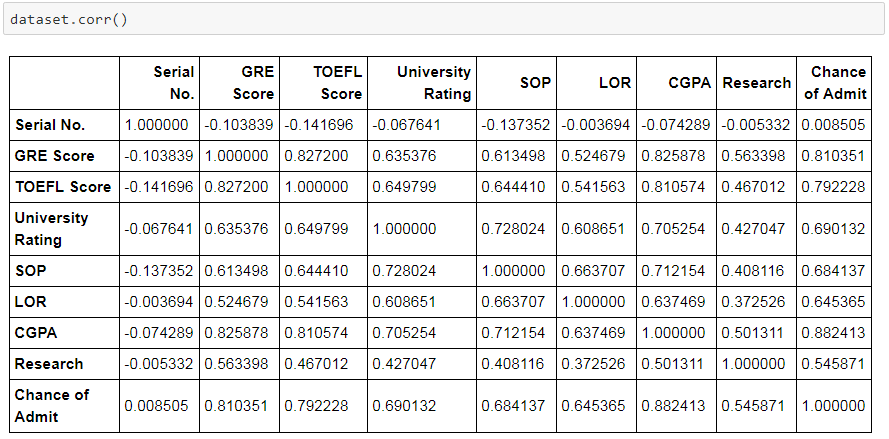 dataset.corr()
Serial No. GRE Score TOEFL Score University Rating SOP LOR CGPA Research Chance of Admit
Serial No. 1.000000 -0.103839 -0.141696 -0.067641 -0.137352 -0.003694 -0.074289 -0.005332 0.008505
GRE Score -0.103839 1.000000 0.827200 0.635376 0.613498 0.524679 0.825878 0.563398 0.810351
TOEFL Score -0.141696 0.827200 1.000000 0.649799 0.644410 0.541563 0.810574 0.467012 0.792228
University Rating -0.067641 0.635376 0.649799 1.000000 0.728024 0.608651 0.705254 0.427047 0.690132
SOP -0.137352 0.613498 0.644410 0.728024 1.000000 0.663707 0.712154 0.408116 0.684137
LOR -0.003694 0.524679 0.541563 0.608651 0.663707 1.000000 0.637469 0.372526 0.645365
CGPA -0.074289 0.825878 0.810574 0.705254 0.712154 0.637469 1.000000 0.501311 0.882413
Research -0.005332 0.563398 0.467012 0.427047 0.408116 0.372526 0.501311 1.000000 0.545871
Chance of Admit 0.008505 0.810351 0.792228 0.690132 0.684137 0.645365 0.882413 0.545871 1.000000